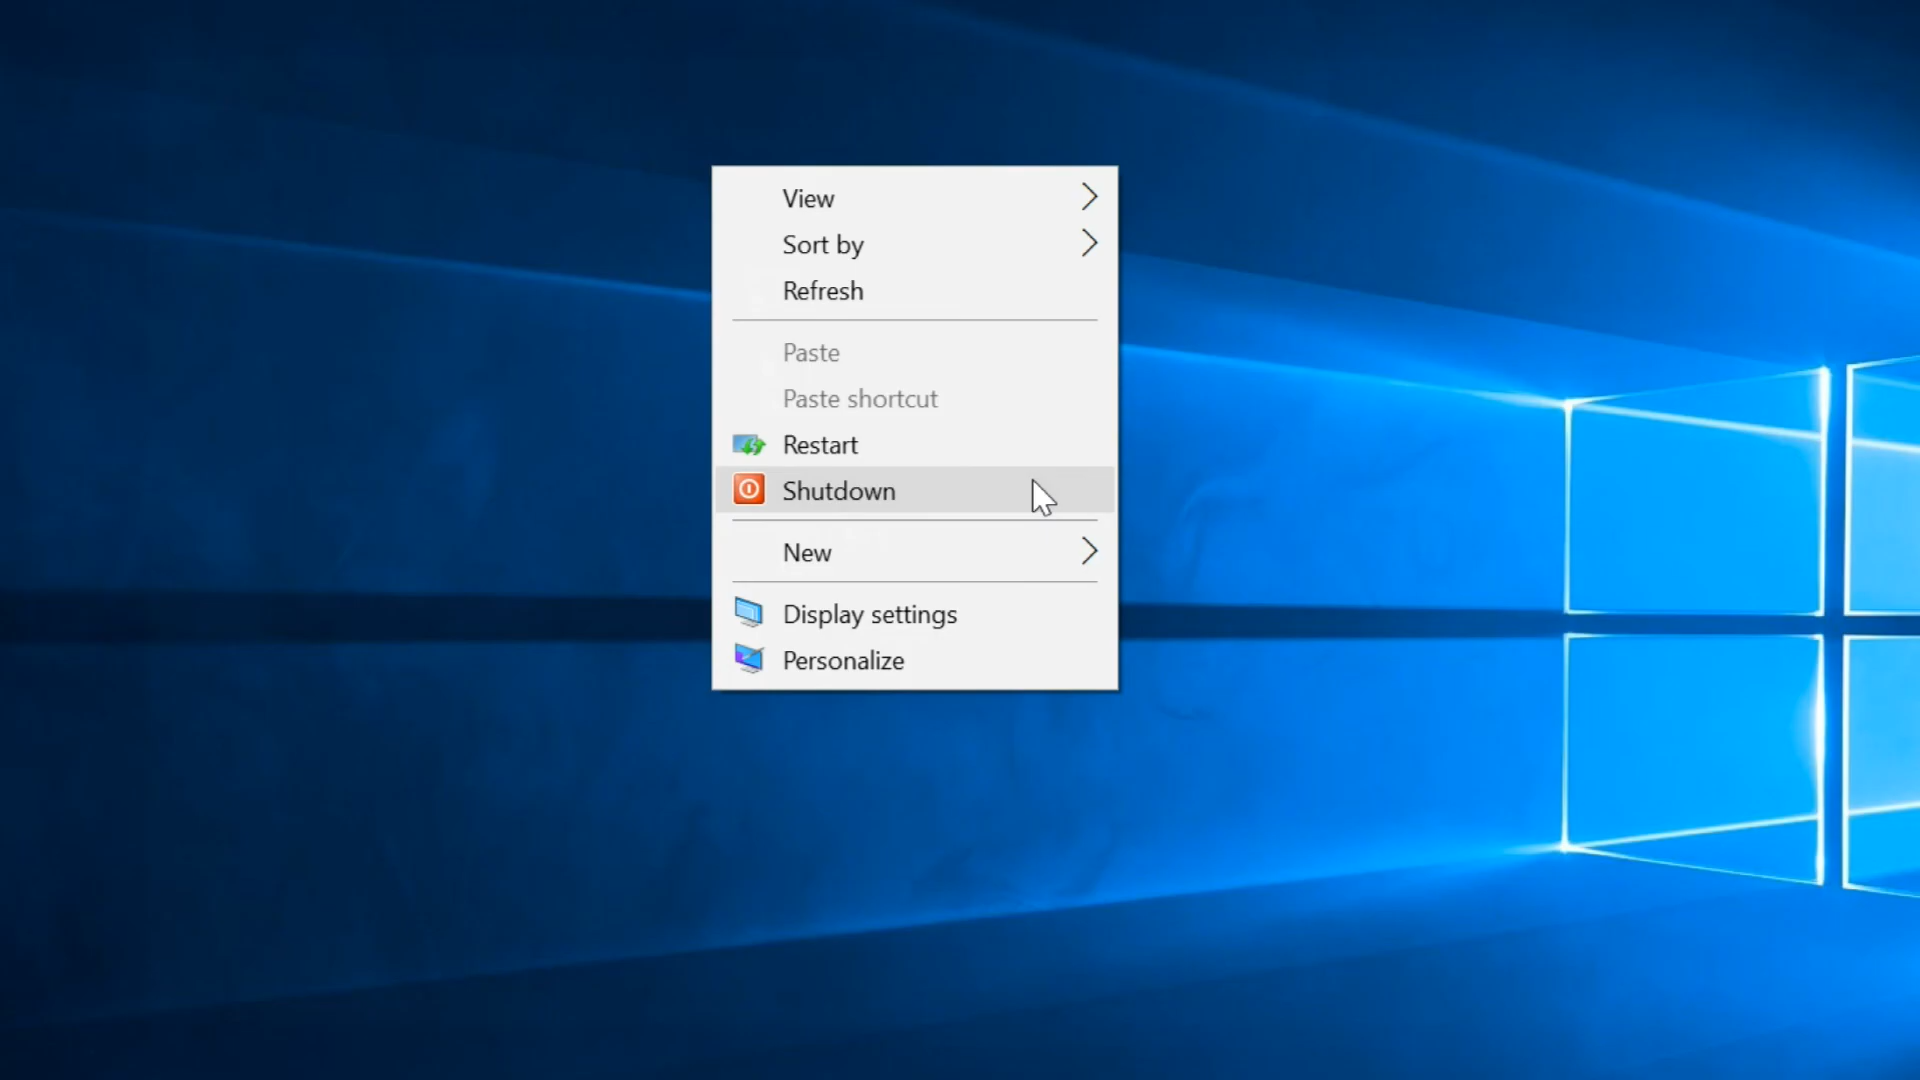 View
Sort by
Refresh
Paste
Paste shortcut
Restart
Shutdown
New
Display settings
Personalize